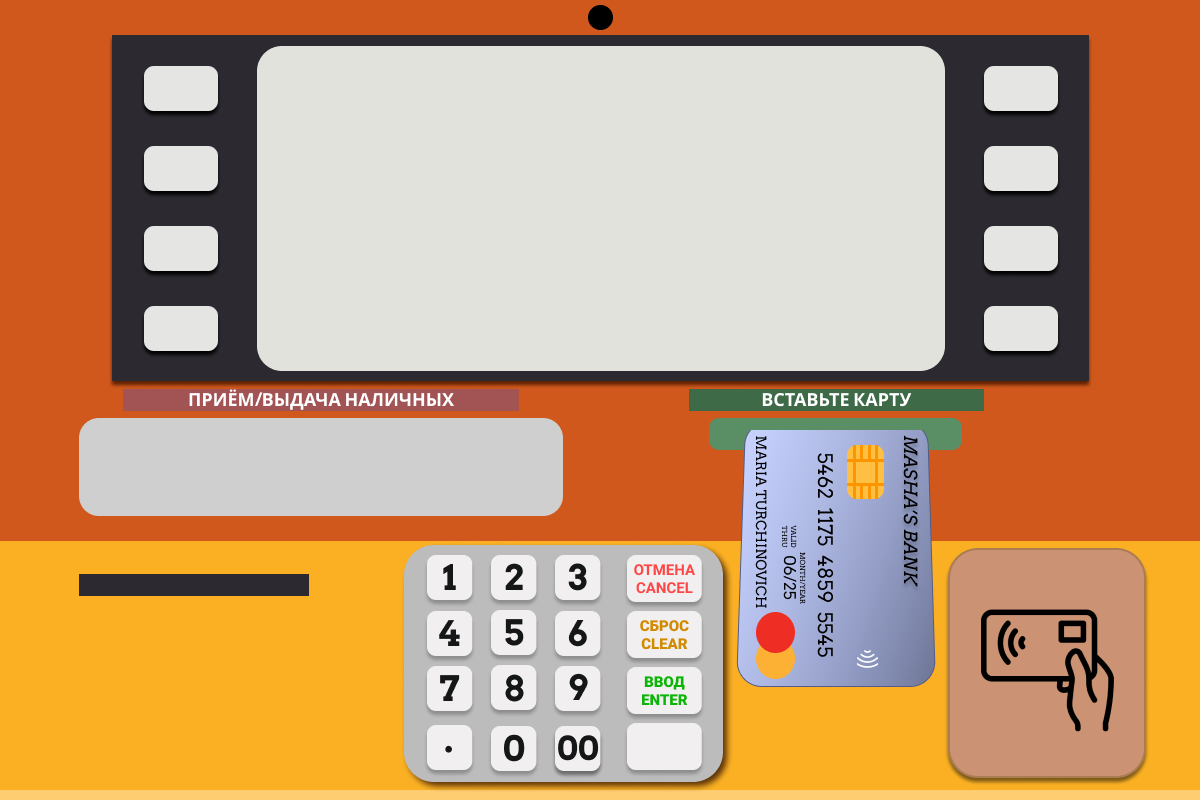 ПРИЁМ/ВЫДАЧА НАЛИЧНЫХ
ВСТАВЬТЕ КАРТУ
MASHA'S BANK
5462 1175 4859 5545
MONTH/YEAR
VALID
THRU
06/25
MARIA TURCHINOVICH
1 2 3 ОТМЕНА
CANCEL
4 5 6 СБРОС
CLEAR
7 8 9 ВВОД
ENTER
. 0 00